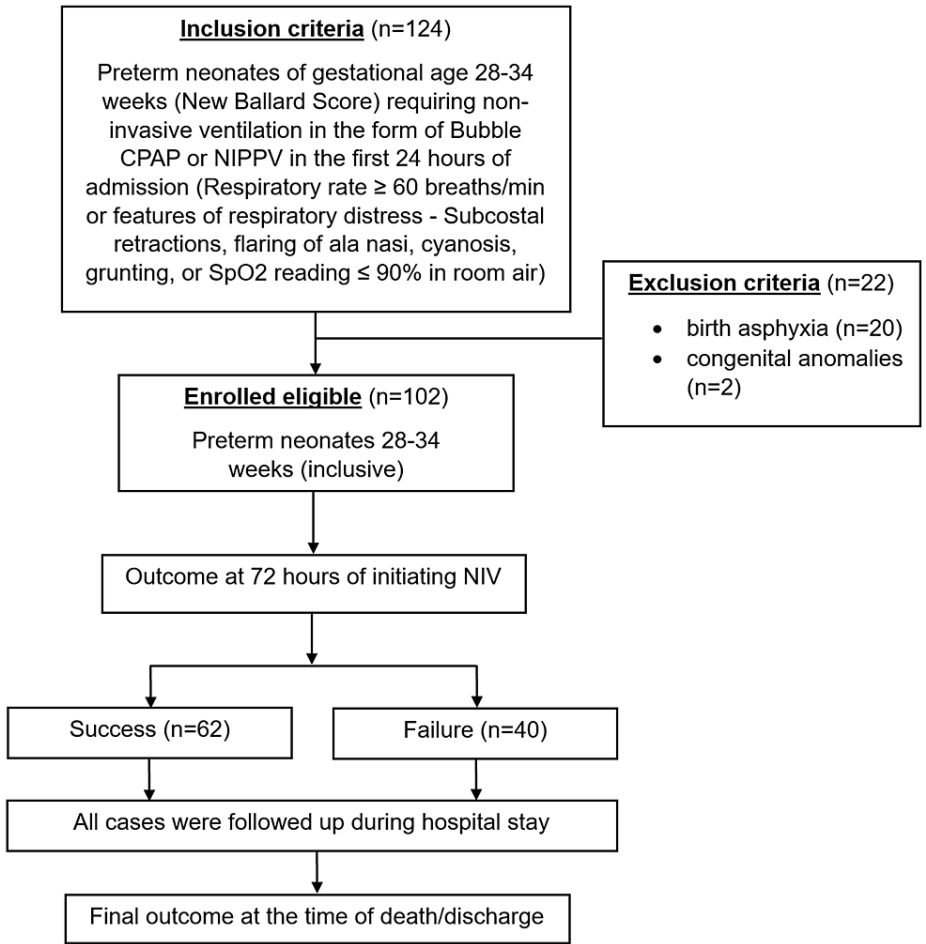 Inclusion criteria (n=124)
Preterm neonates of gestational age 28-34
weeks (New Ballard Score) requiring non-
invasive ventilation in the form of Bubble
CPAP or NIPPV in the first 24 hours of
admission (Respiratory rate ≥ 60 breaths/min
or features of respiratory distress - Subcostal
retractions, flaring of ala nasi, cyanosis,
grunting, or SpO2 reading ≤ 90% in room air)
Exclusion criteria (n=22)
• birth asphyxia (n=20)
• congenital anomalies
(n=2)
Enrolled eligible (n=102)
Preterm neonates 28-34
weeks (inclusive)
Outcome at 72 hours of initiating NIV
Success (n=62)
Failure (n=40)
All cases were followed up during hospital stay
Final outcome at the time of death/discharge